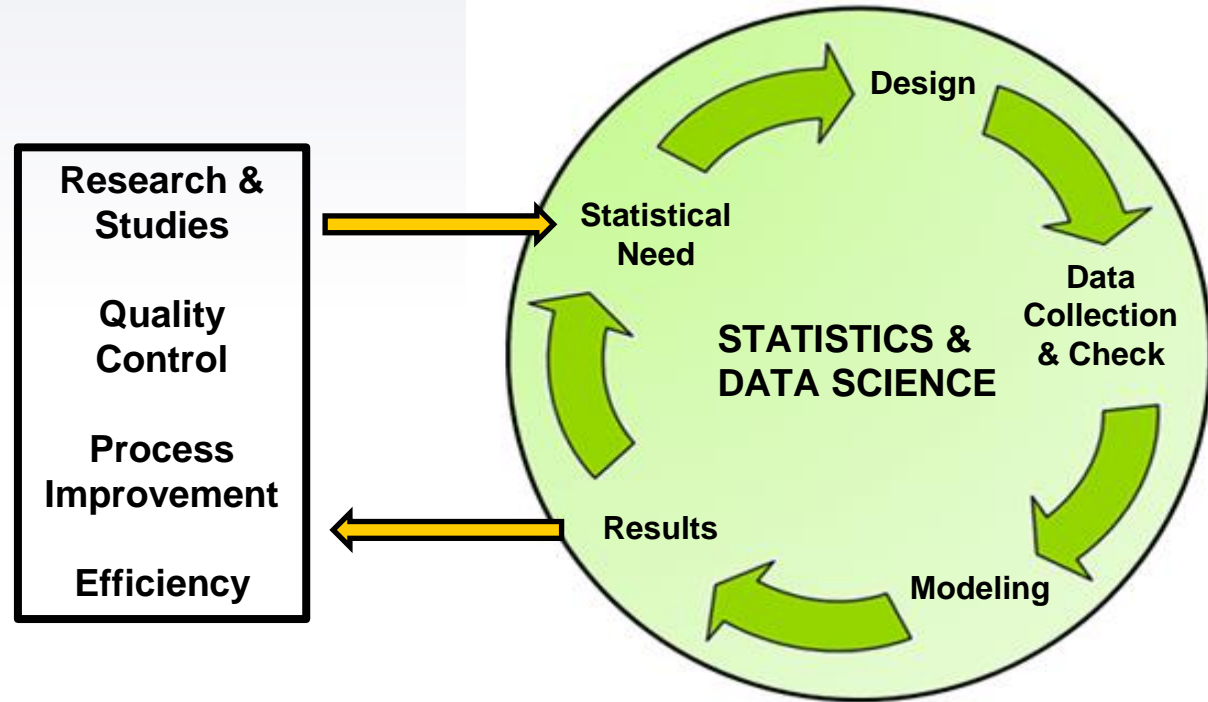 Research &
Studies
Quality
Control
Process
Improvement
Efficiency
Design
Statistical
Need
Data
Collection
& Check
STATISTICS &
DATA SCIENCE
Results
Modeling